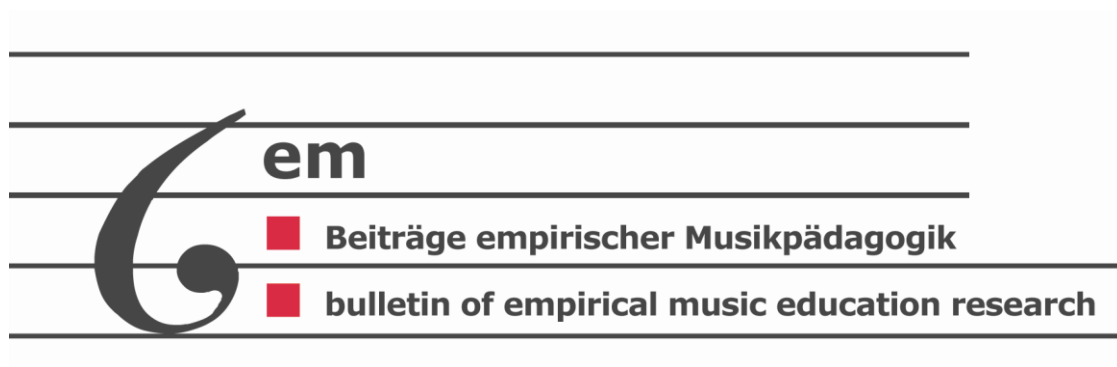 em
Beiträge empirischer Musikpädagogik
bulletin of empirical music education research